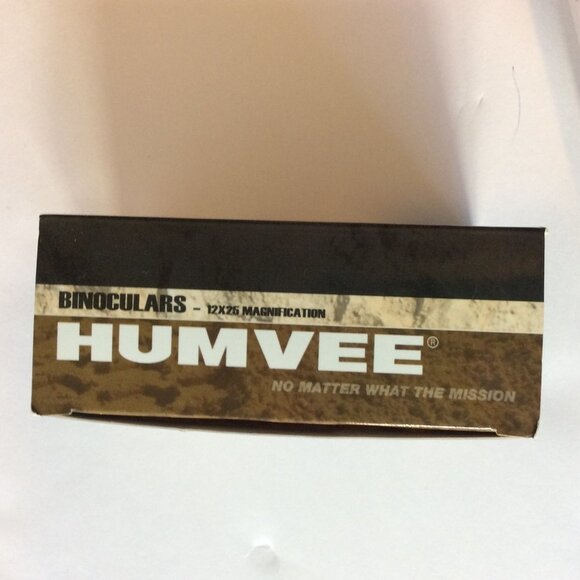 BINOCULARS - 12X25 MAGNIFICATION
HUMVEE®
NO MATTER WHAT THE MISSION